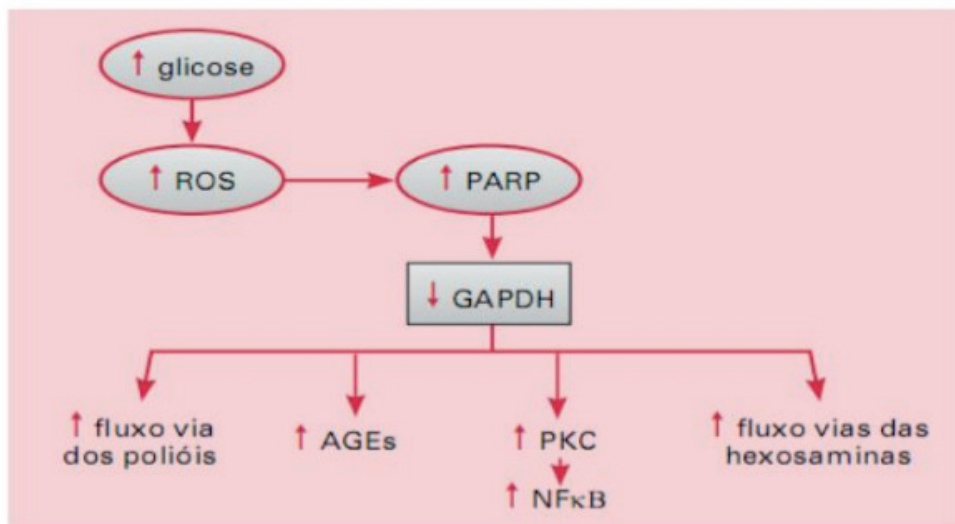 ↑ glicose
↑ ROS
↑ PARP
↓ GAPDH
↑ fluxo via
dos polióis
↑ AGEs
↑ PKC
↑ NFκB
↑ fluxo vias das
hexosaminas